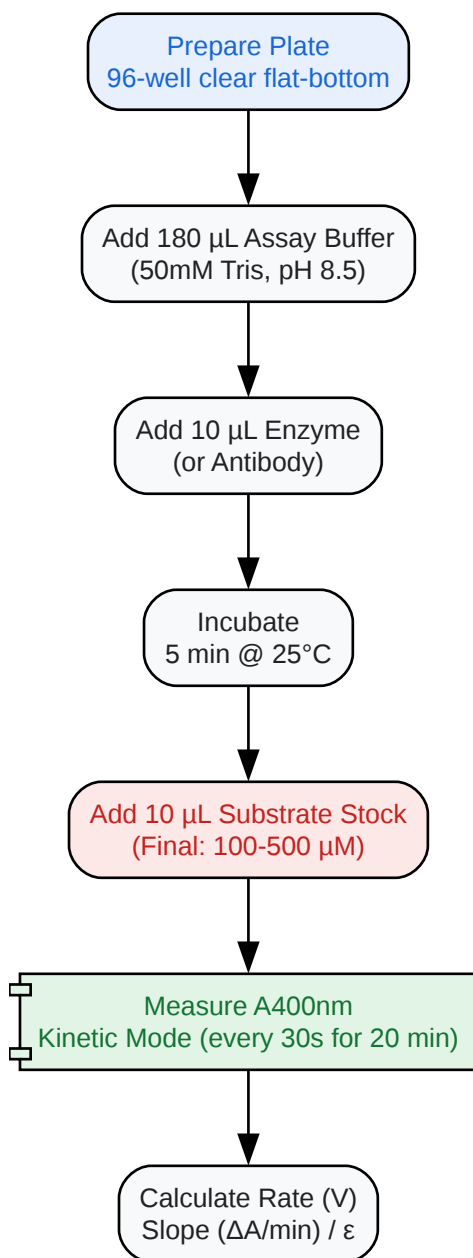 Prepare Plate
96-well clear flat-bottom
Add 180 µL Assay Buffer
(50mM Tris, pH 8.5)
Add 10 µL Enzyme
(or Antibody)
Incubate
5 min @ 25°C
Add 10 µL Substrate Stock
(Final: 100-500 µM)
Measure A400nm
Kinetic Mode (every 30s for 20 min)
Calculate Rate (V)
Slope (ΔA/min) / ε